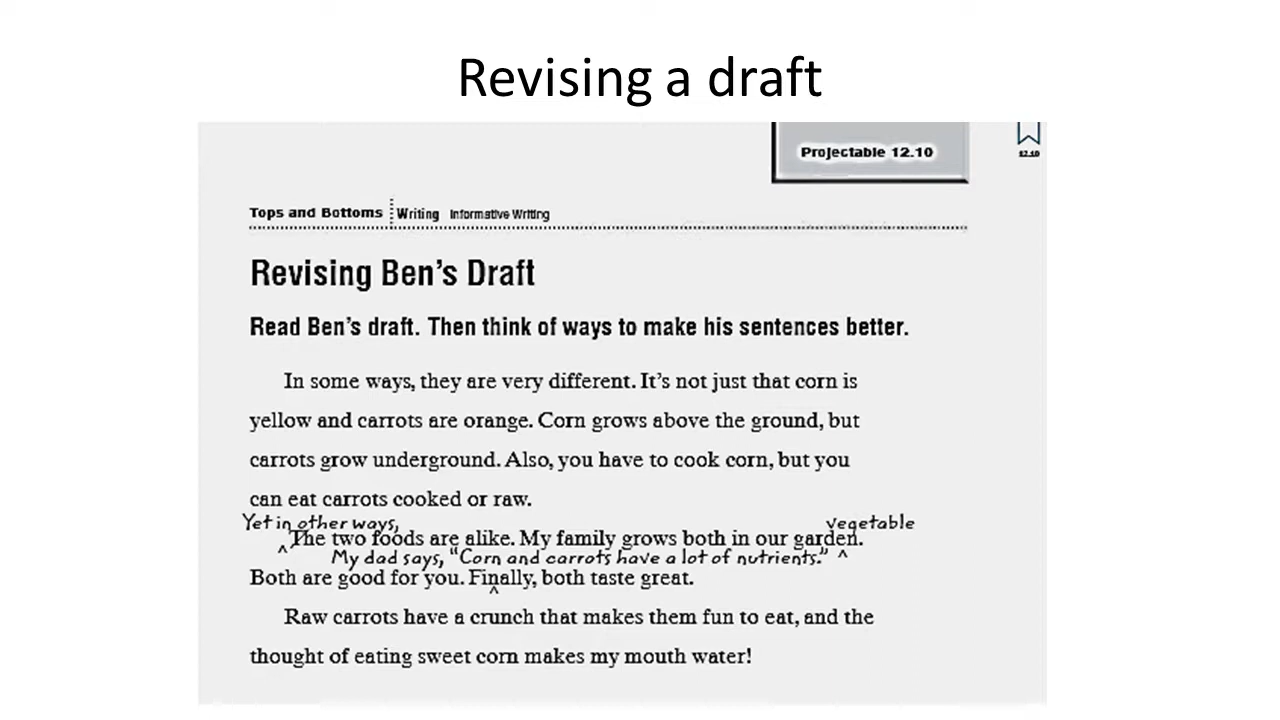 Revising a draft
Projectable 12.10
12.10
Tops and Bottoms Writing Informative Writing
Revising Ben's Draft
Read Ben's draft. Then think of ways to make his sentences better.
In some ways, they are very different. It's not just that corn is
yellow and carrots are orange. Corn grows above the ground, but
carrots grow underground. Also, you have to cook corn, but you
can eat carrots cooked or raw.
Yet in other ways, vegetable
^The two foods are alike. My family grows both in our garden.
My dad says, "Corn and carrots have a lot of nutrients." ^
Both are good for you. Finally, both taste great.
^
Raw carrots have a crunch that makes them fun to eat, and the
thought of eating sweet corn makes my mouth water!